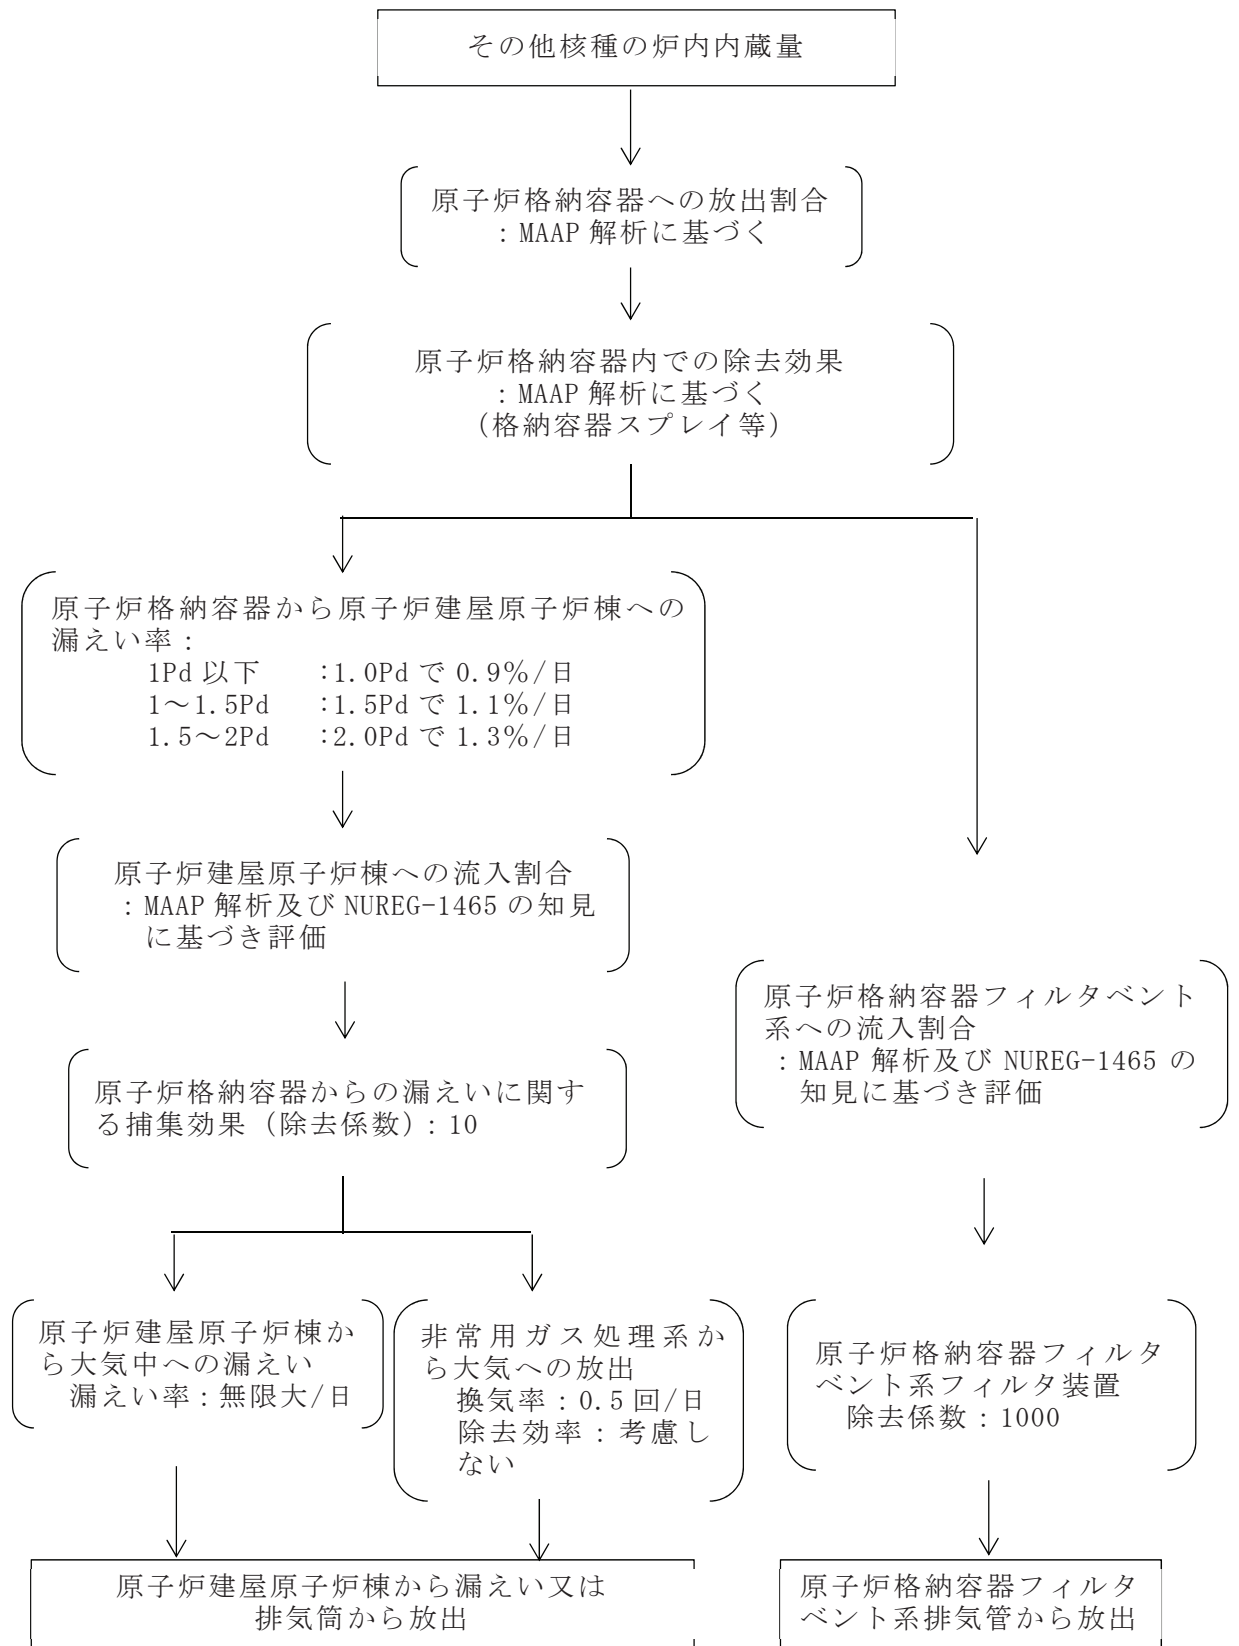 その他核種の炉内内蔵量
原子炉格納容器への放出割合
：MAAP 解析に基づく
原子炉格納容器内での除去効果
：MAAP 解析に基づく
（格納容器スプレイ等）
原子炉格納容器から原子炉建屋原子炉棟への
漏えい率：
1Pd 以下　：1.0Pd で 0.9％/日
1～1.5Pd　：1.5Pd で 1.1％/日
1.5～2Pd　：2.0Pd で 1.3％/日
原子炉建屋原子炉棟への流入割合
：MAAP 解析及び NUREG-1465 の知見
に基づき評価
原子炉格納容器フィルタベント
系への流入割合
：MAAP 解析及び NUREG-1465 の
知見に基づき評価
原子炉格納容器からの漏えいに関す
る捕集効果（除去係数）：10
原子炉建屋原子炉棟か
ら大気中への漏えい
漏えい率：無限大/日
非常用ガス処理系か
ら大気への放出
換気率：0.5 回/日
除去効率：考慮し
ない
原子炉格納容器フィルタ
ベント系フィルタ装置
除去係数：1000
原子炉建屋原子炉棟から漏えい又は
排気筒から放出
原子炉格納容器フィルタ
ベント系排気管から放出